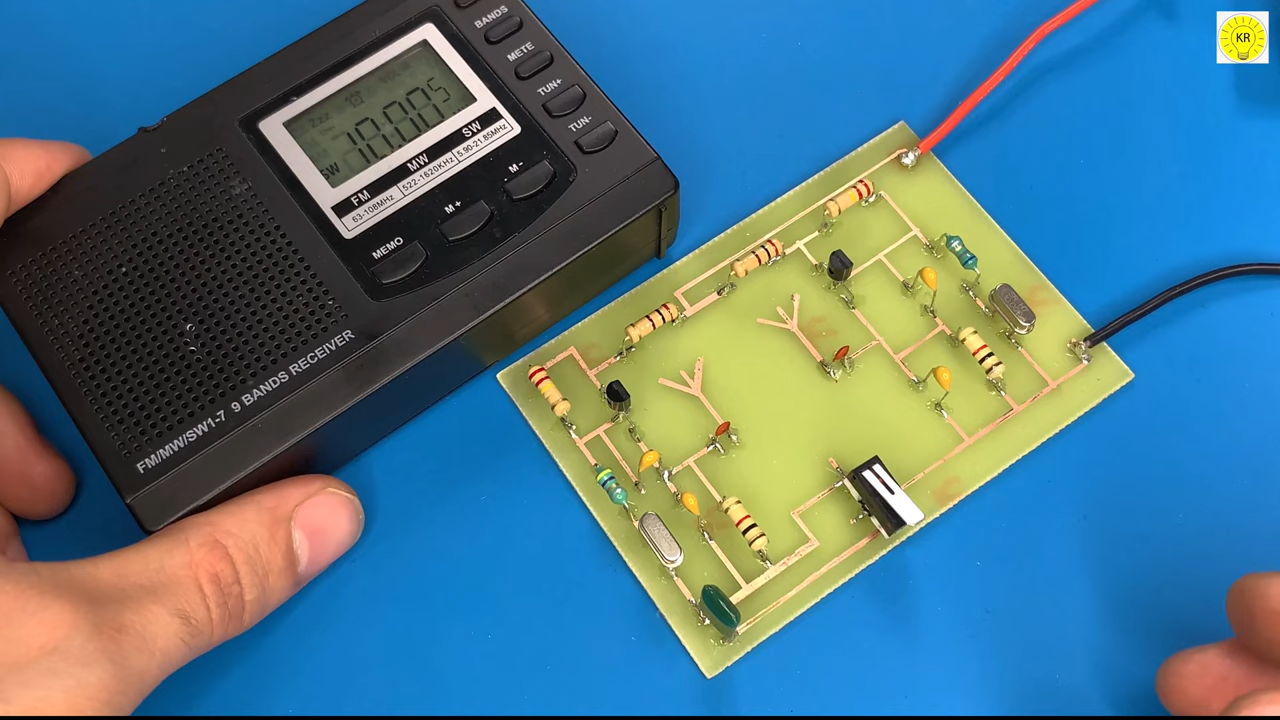 KR
BANDS
METE
TUN+
TUN-
Zzz
SW
FM
MW
SW
63-108MHz
522-1620KHz
5.90-21.85MHz
M-
M+
MEMO
FM/MW/SW1-7 9 BANDS RECEIVER